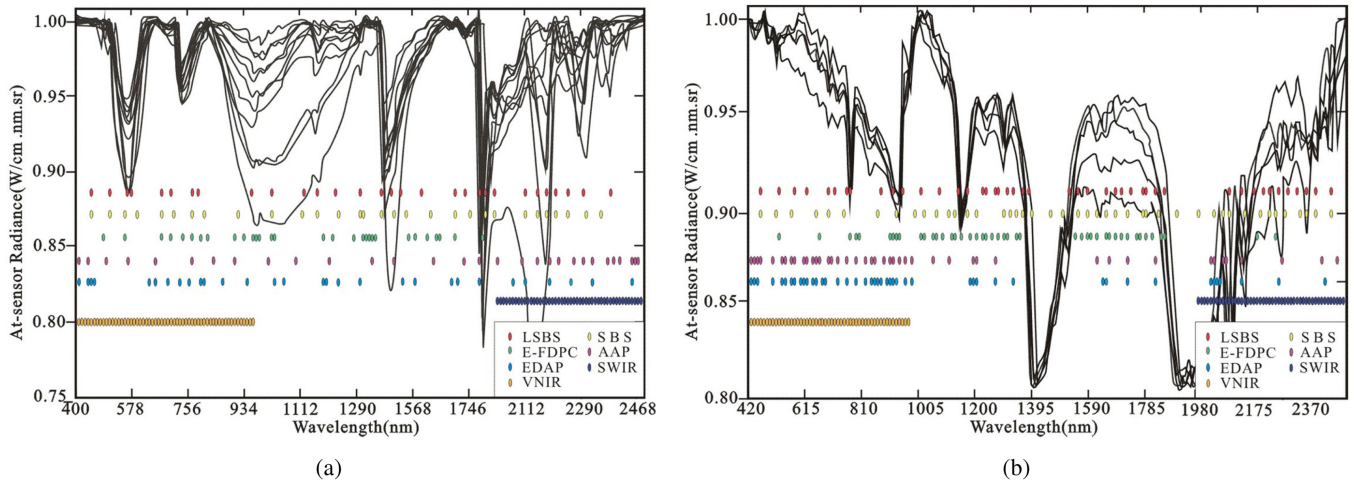 At-sensor Radiance(W/cm .nm.sr)
1.00
0.95
0.90
0.85
0.80
0.75
400 578 756 934 1112 1290 1568 1746 2112 2290 2468
Wavelength(nm)
LSBS S B S
E-FDPC AAP
EDAP SWIR
VNIR
(a)
At-sensor Radiance(W/cm .nm.sr)
1.00
0.95
0.90
0.85
0.80
420 615 810 1005 1200 1395 1590 1785 1980 2175 2370
Wavelength(nm)
LSBS S B S
E-FDPC AAP
EDAP SWIR
VNIR
(b)